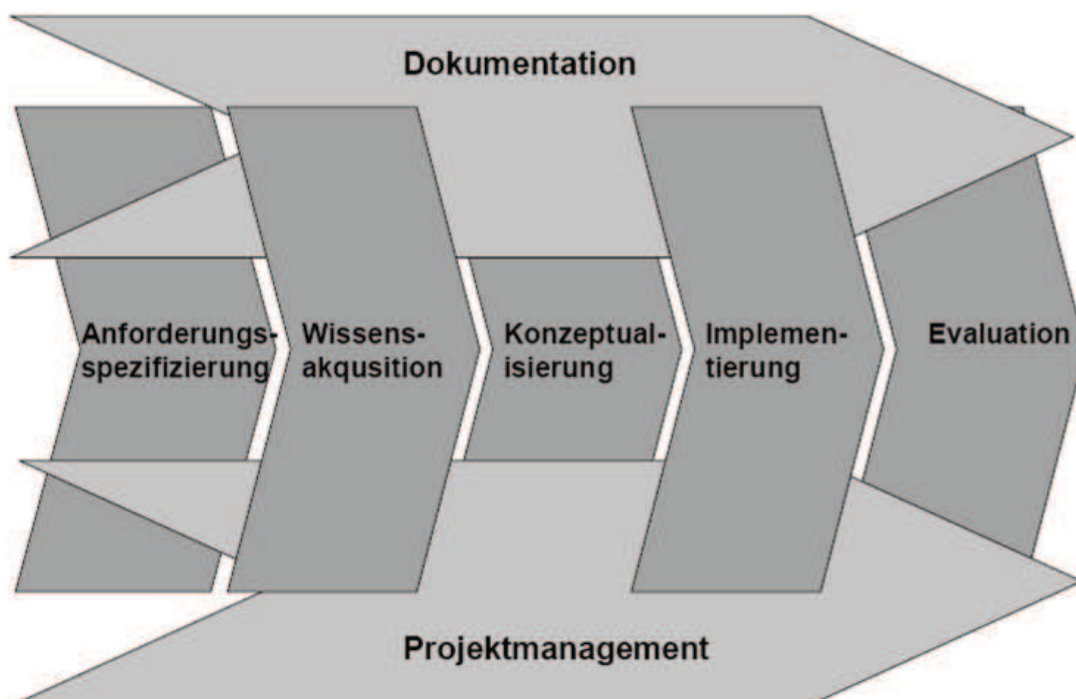 Dokumentation
Anforderungs-
spezifizierung
Wissens-
akqusition
Konzeptual-
isierung
Implemen-
tierung
Evaluation
Projektmanagement